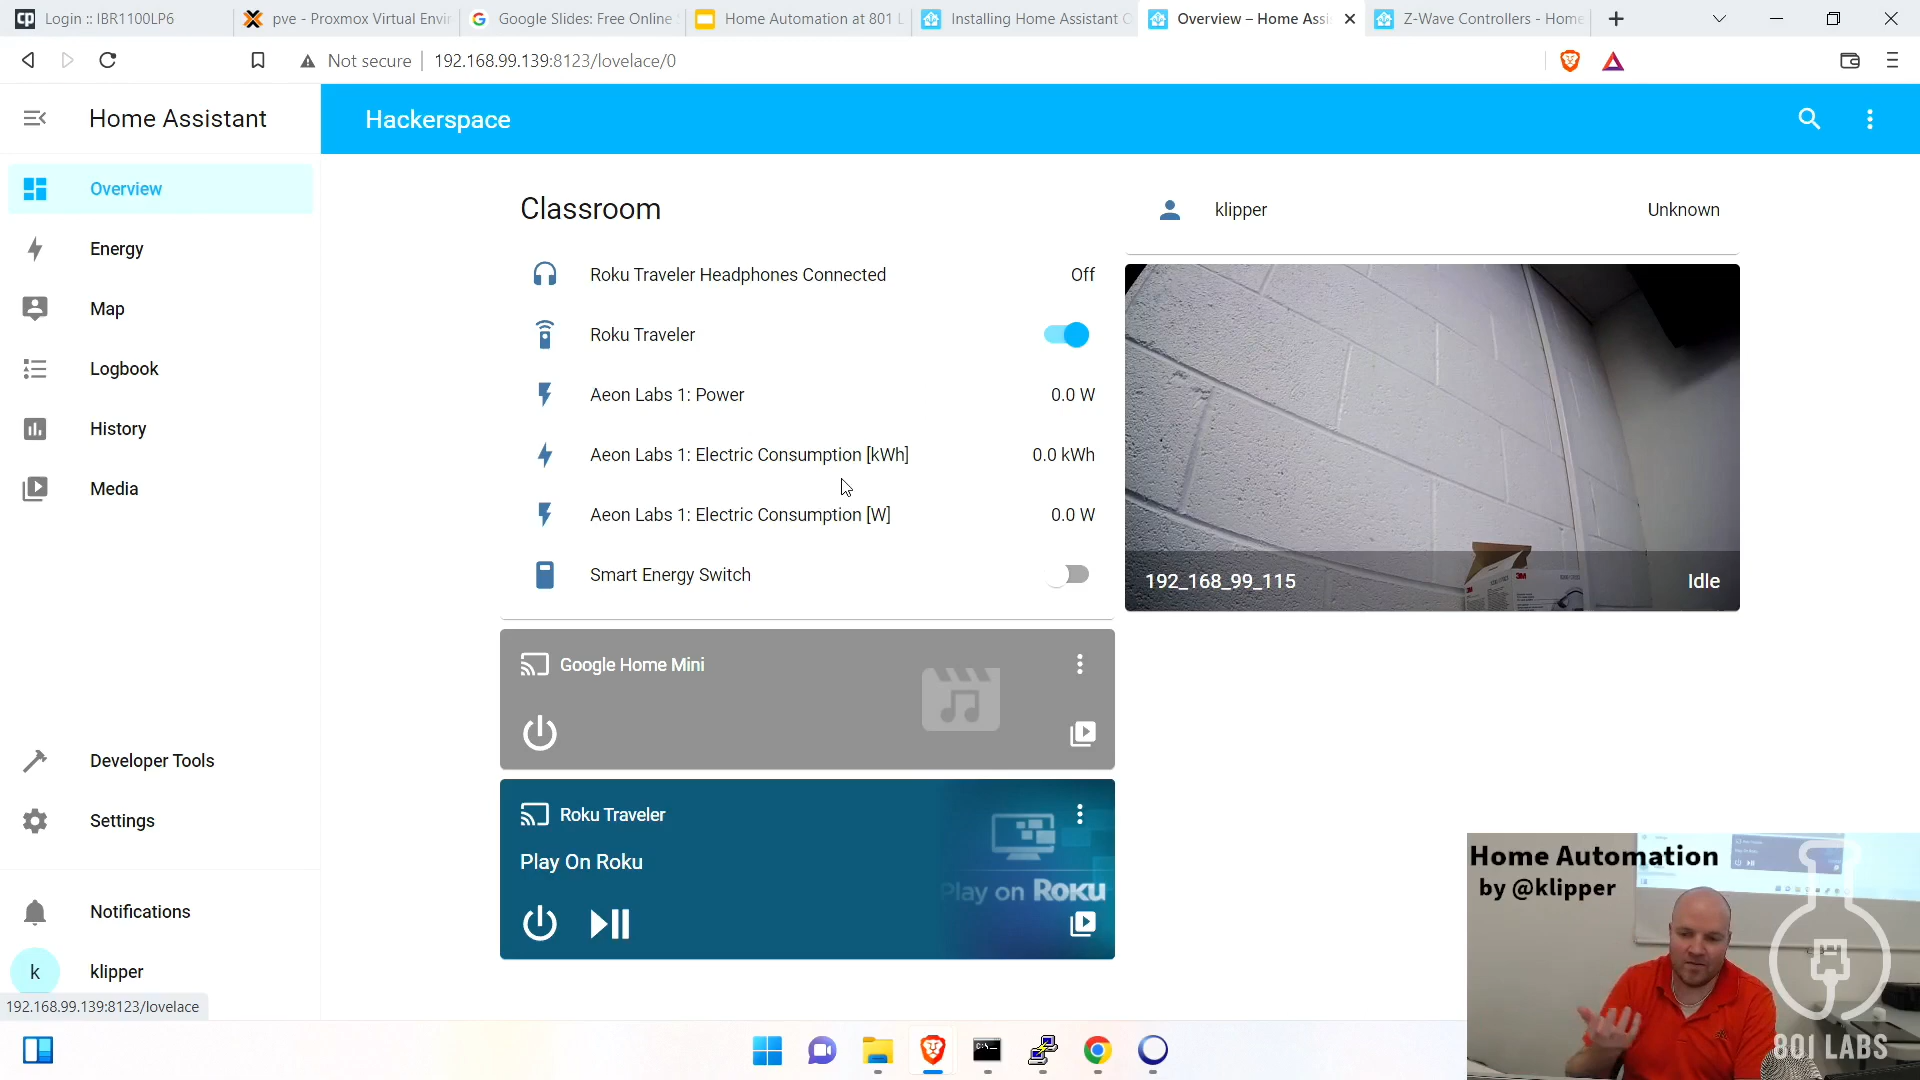 Login :: IBR1100LP6
pve - Proxmox Virtual Envir
Google Slides: Free Online
Home Automation at 801 L
Installing Home Assistant
Overview – Home Assi
Z-Wave Controllers - Home
Not secure
192.168.99.139:8123/lovelace/0
Home Assistant
Hackerspace
Overview
Energy
Map
Logbook
History
Media
Developer Tools
Settings
Notifications
k
klipper
192.168.99.139:8123/lovelace
Classroom
Roku Traveler Headphones Connected
Off
Roku Traveler
Aeon Labs 1: Power
0.0 W
Aeon Labs 1: Electric Consumption [kWh]
0.0 kWh
Aeon Labs 1: Electric Consumption [W]
0.0 W
Smart Energy Switch
Google Home Mini
Roku Traveler
Play On Roku
Play on Roku
klipper
Unknown
3M
3M
192_168_99_115
Idle
Home Automation
by @klipper
801 LABS